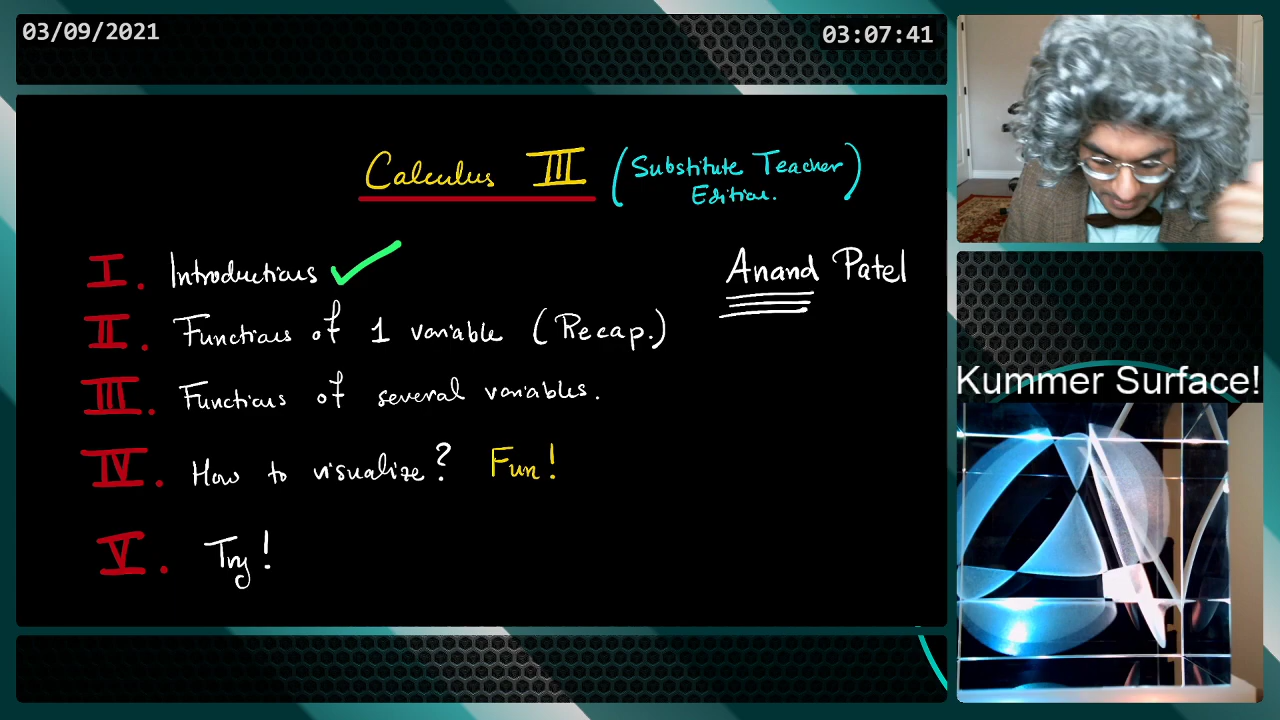 03/09/2021
03:07:41
Calculus III (Substitute Teacher Edition.)
I. Introductions ✓
Anand Patel
II. Functions of 1 variable (Recap.)
III. Functions of several variables.
IV. How to visualize? Fun!
V. Try!
Kummer Surface!